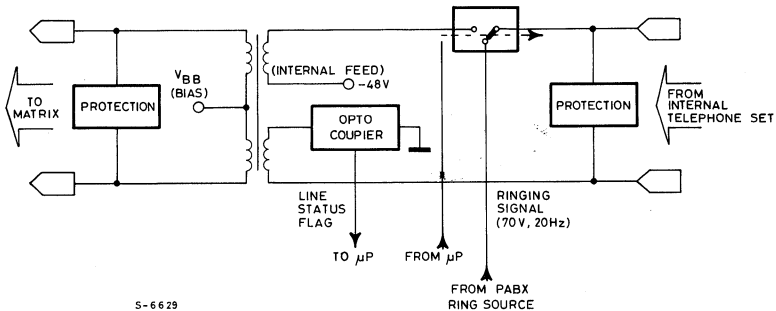 (INTERNAL FEED)
-48V
VBB
(BIAS)
TO
MATRIX
PROTECTION
OPTO
COUPIER
PROTECTION
FROM
INTERNAL
TELEPHONE SET
LINE
STATUS
FLAG
RINGING
SIGNAL
(70V, 20Hz)
TO µP
FROM µP
FROM PABX
RING SOURCE
S-6629